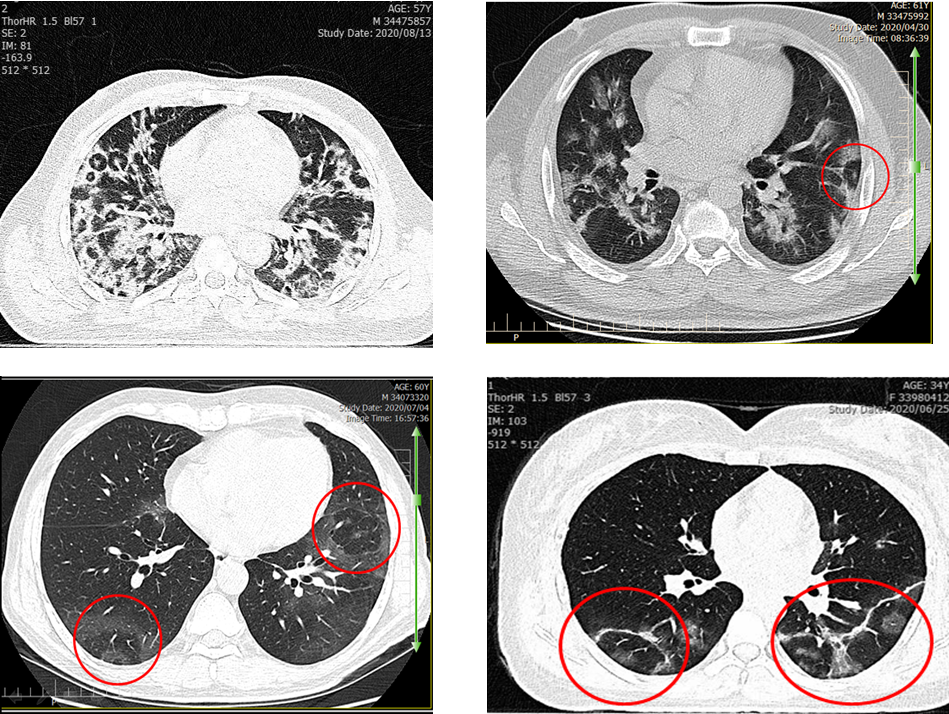 2
ThorHR 1.5 Bl57 1
SE: 2
IM: 81
-163.9
512 * 512
AGE: 57Y
M 34475857
Study Date: 2020/08/13
AGE: 61Y
M 33475992
Study Date: 2020/04/30
Image Time: 08:36:39
P
AGE: 60Y
M 34073320
Study Date: 2020/07/04
Image Time: 16:57:36
1
ThorHR 1.5 Bl57 3
SE: 2
IM: 103
-919
512 * 512
AGE: 34Y
F 33980412
Study Date: 2020/06/25